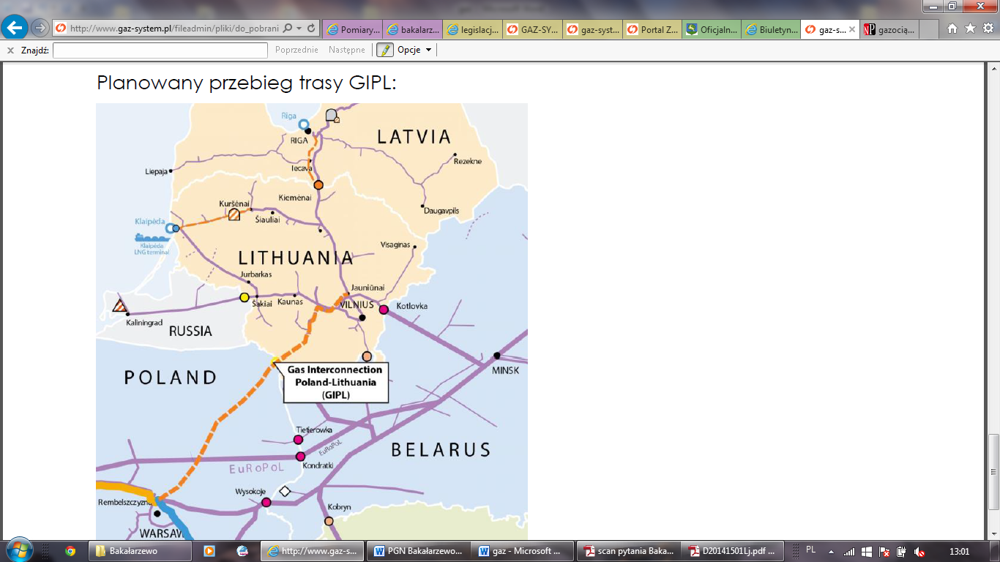 http://www.gaz-system.pl/fileadmin/pliki/do_pobrani
Pomiary...
bakalarz...
legislacj...
GAZ-SY...
gaz-syst...
Portal Z...
Oficjaln...
Biuletyn...
gaz-s...
gazocią...
x Znajdź:
Poprzednie
Następne
Opcje
Planowany przebieg trasy GIPL:
Riga
RIGA
LATVIA
Rezekne
Iecava
Liepaja
Kiemėnai
Kuršėnai
Daugavpils
Šiauliai
Klaipėda
Klaipėda
LNG terminal
Visaginas
LITHUANIA
Jurbarkas
Jauniūnai
Šakiai
Kaunas
VILNIUS
Kotlovka
Kaliningrad
RUSSIA
Gas Interconnection
Poland-Lithuania
(GIPL)
MINSK
POLAND
Tietierowka
EuRoPoL
BELARUS
EuRoPoL
Kondratki
Wysokoje
Rembelszczyzna
Kobryn
WARSAW
Bakałarzewo
http://www.gaz-s...
PGN Bakałarzewo...
gaz - Microsoft ...
scan pytania Baka...
D20141501Lj.pdf ...
PL
13:01